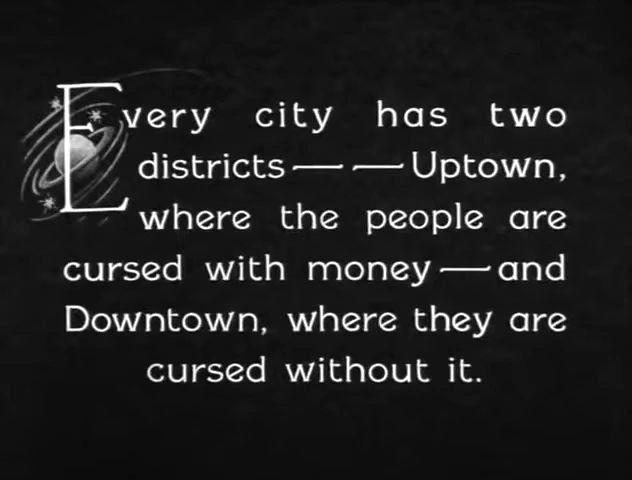 Every city has two
districts — — Uptown,
where the people are
cursed with money — and
Downtown, where they are
cursed without it.